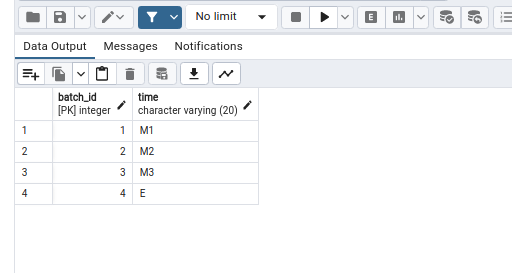 No limit
Data Output Messages Notifications
batch_id time
[PK] integer character varying (20)
1 1 M1
2 2 M2
3 3 M3
4 4 E